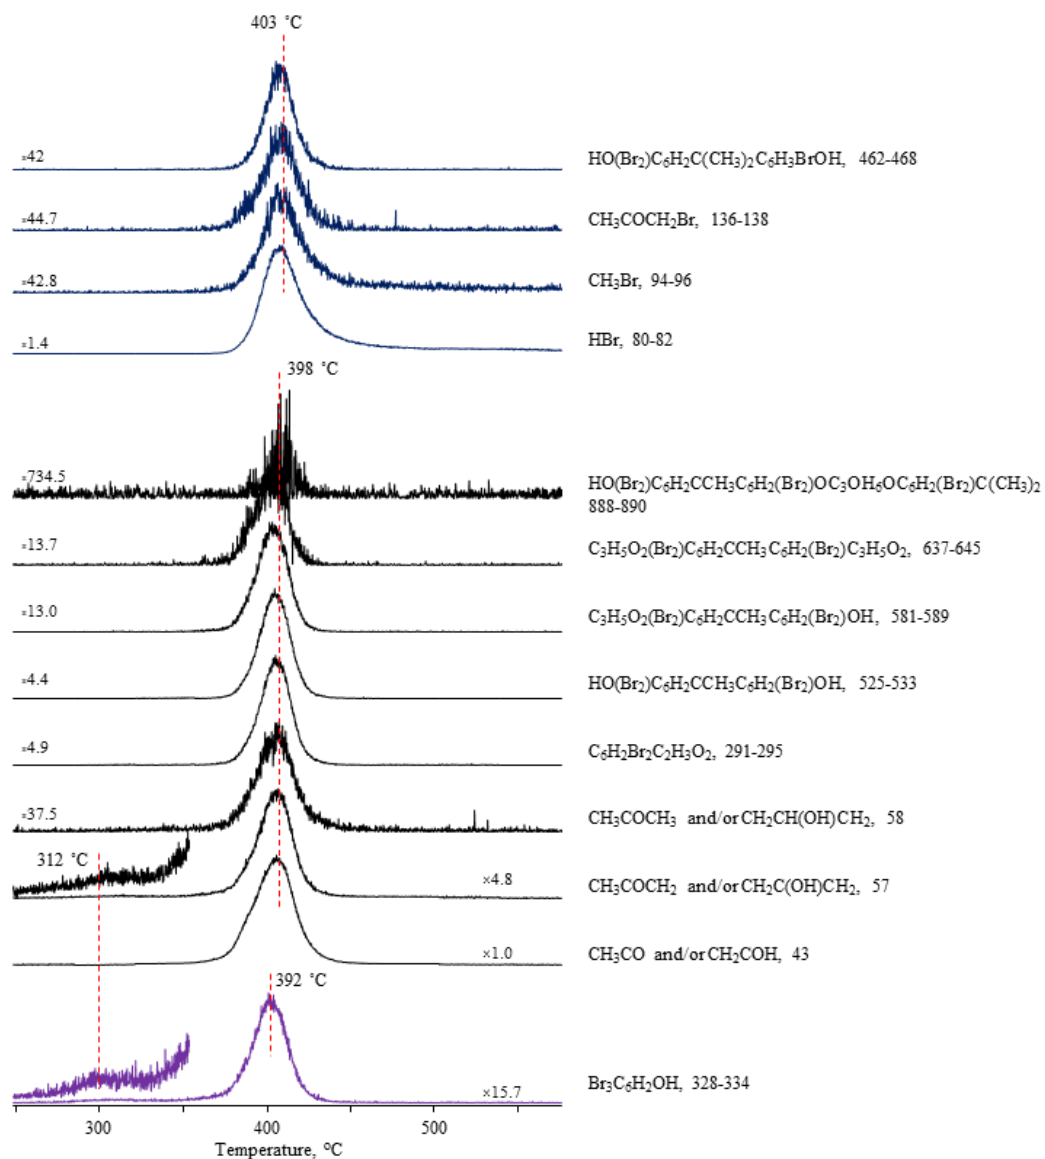 403 °C
×42
HO(Br₂)C₆H₂C(CH₃)₂C₆H₃BrOH, 462-468
×44.7
CH₃COCH₂Br, 136-138
×42.8
CH₃Br, 94-96
×1.4
HBr, 80-82
398 °C
×734.5
HO(Br₂)C₆H₂CCH₃C₆H₂(Br₂)OC₃OH₆OC₆H₂(Br₂)C(CH₃)₂
888-890
×13.7
C₃H₅O₂(Br₂)C₆H₂CCH₃C₆H₂(Br₂)C₃H₅O₂, 637-645
×13.0
C₃H₅O₂(Br₂)C₆H₂CCH₃C₆H₂(Br₂)OH, 581-589
×4.4
HO(Br₂)C₆H₂CCH₃C₆H₂(Br₂)OH, 525-533
×4.9
C₆H₂Br₂C₂H₃O₂, 291-295
×37.5
CH₃COCH₃ and/or CH₂CH(OH)CH₂, 58
312 °C
×4.8
CH₃COCH₂ and/or CH₂C(OH)CH₂, 57
×1.0
CH₃CO and/or CH₂COH, 43
392 °C
×15.7
Br₃C₆H₂OH, 328-334
300 400 500
Temperature, °C